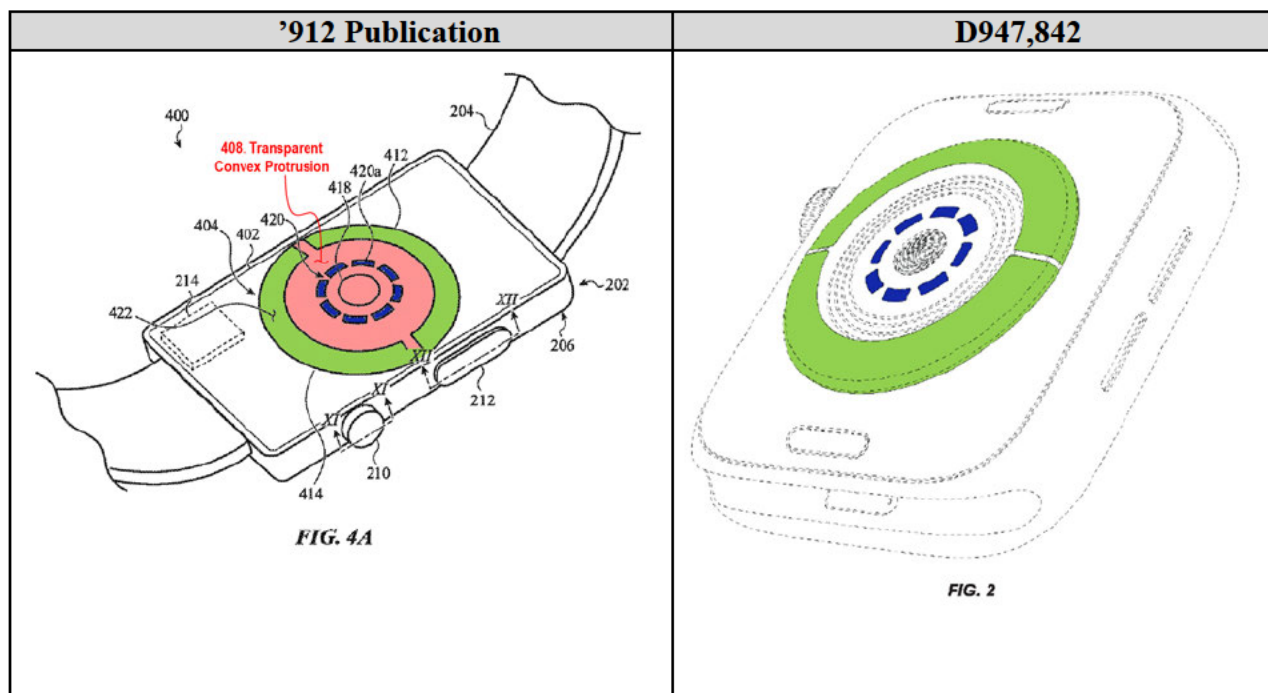 ’912 Publication
D947,842
400
204
408. Transparent
Convex Protrusion
412
420a
418
420
404
402
214
422
XII
202
206
XII
212
XI
XI
210
414
FIG. 4A
FIG. 2